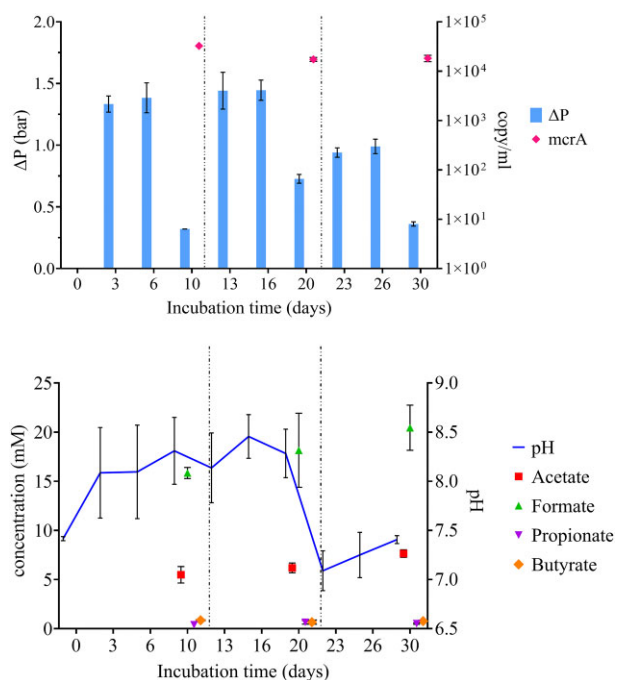 2.0
1.5
1.0
0.5
0.0
ΔP (bar)
1×10⁵
1×10⁴
1×10³
1×10²
1×10¹
1×10⁰
copy/ml
ΔP
mcrA
0 3 6 10 13 16 20 23 26 30
Incubation time (days)
25
20
15
10
5
0
concentration (mM)
9.0
8.5
8.0
7.5
7.0
6.5
pH
pH
Acetate
Formate
Propionate
Butyrate
0 3 6 10 13 16 20 23 26 30
Incubation time (days)